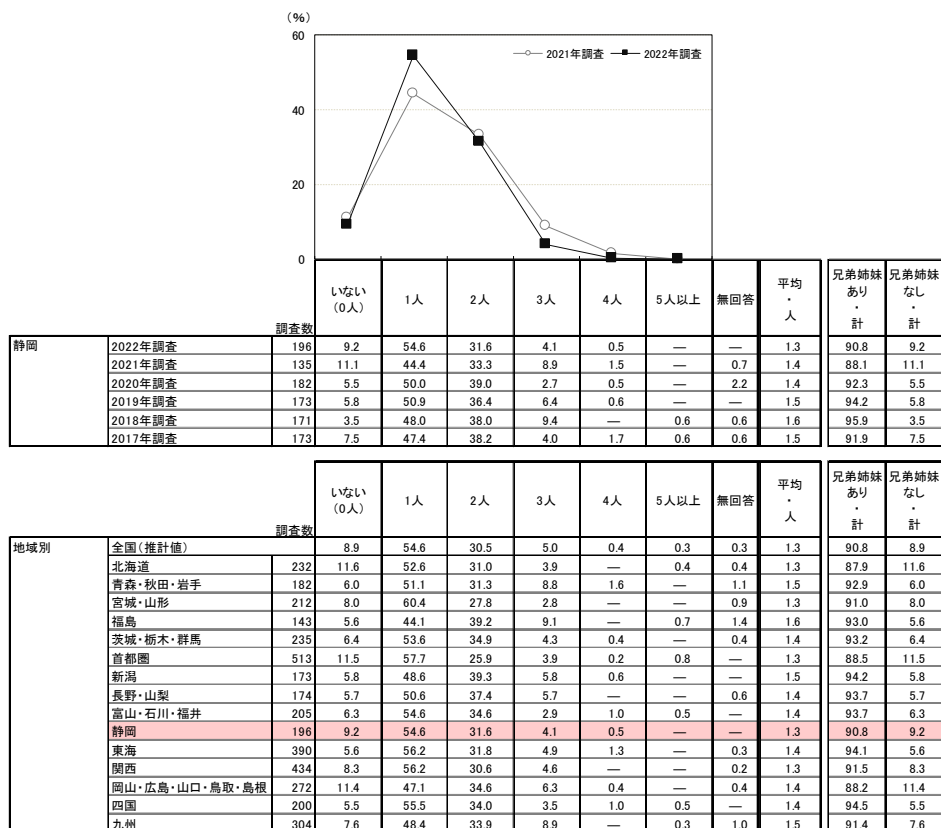 (%)
60
40
20
0
2021年調査 2022年調査
調査数 いない(0人) 1人 2人 3人 4人 5人以上 無回答 平均・人 兄弟姉妹あり・計 兄弟姉妹なし・計
静岡 2022年調査 196 9.2 54.6 31.6 4.1 0.5 — — 1.3 90.8 9.2
2021年調査 135 11.1 44.4 33.3 8.9 1.5 — 0.7 1.4 88.1 11.1
2020年調査 182 5.5 50.0 39.0 2.7 0.5 — 2.2 1.4 92.3 5.5
2019年調査 173 5.8 50.9 36.4 6.4 0.6 — — 1.5 94.2 5.8
2018年調査 171 3.5 48.0 38.0 9.4 — 0.6 0.6 1.6 95.9 3.5
2017年調査 173 7.5 47.4 38.2 4.0 1.7 0.6 0.6 1.5 91.9 7.5
調査数 いない(0人) 1人 2人 3人 4人 5人以上 無回答 平均・人 兄弟姉妹あり・計 兄弟姉妹なし・計
地域別 全国(推計値) 8.9 54.6 30.5 5.0 0.4 0.3 0.3 1.3 90.8 8.9
北海道 232 11.6 52.6 31.0 3.9 — 0.4 0.4 1.3 87.9 11.6
青森・秋田・岩手 182 6.0 51.1 31.3 8.8 1.6 — 1.1 1.5 92.9 6.0
宮城・山形 212 8.0 60.4 27.8 2.8 — — 0.9 1.3 91.0 8.0
福島 143 5.6 44.1 39.2 9.1 — 0.7 1.4 1.6 93.0 5.6
茨城・栃木・群馬 235 6.4 53.6 34.9 4.3 0.4 — 0.4 1.4 93.2 6.4
首都圏 513 11.5 57.7 25.9 3.9 0.2 0.8 — 1.3 88.5 11.5
新潟 173 5.8 48.6 39.3 5.8 0.6 — — 1.5 94.2 5.8
長野・山梨 174 5.7 50.6 37.4 5.7 — — 0.6 1.4 93.7 5.7
富山・石川・福井 205 6.3 54.6 34.6 2.9 1.0 0.5 — 1.4 93.7 6.3
静岡 196 9.2 54.6 31.6 4.1 0.5 — — 1.3 90.8 9.2
東海 390 5.6 56.2 31.8 4.9 1.3 — 0.3 1.4 94.1 5.6
関西 434 8.3 56.2 30.6 4.6 — — 0.2 1.3 91.5 8.3
岡山・広島・山口・鳥取・島根 272 11.4 47.1 34.6 6.3 0.4 — 0.4 1.4 88.2 11.4
四国 200 5.5 55.5 34.0 3.5 1.0 0.5 — 1.4 94.5 5.5
九州 304 7.6 48.4 33.9 8.9 — 0.3 1.0 1.5 91.4 7.6